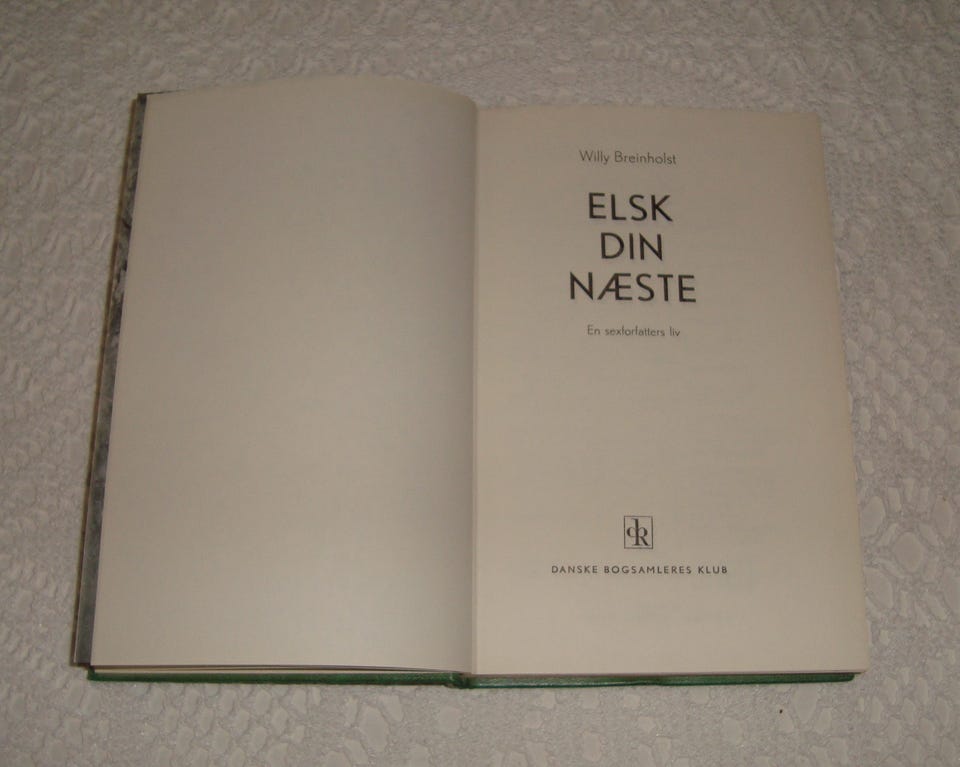 Willy Breinholst
ELSK
DIN
NÆSTE
En sexforfatters liv
DANSKE BOGSAMLERES KLUB